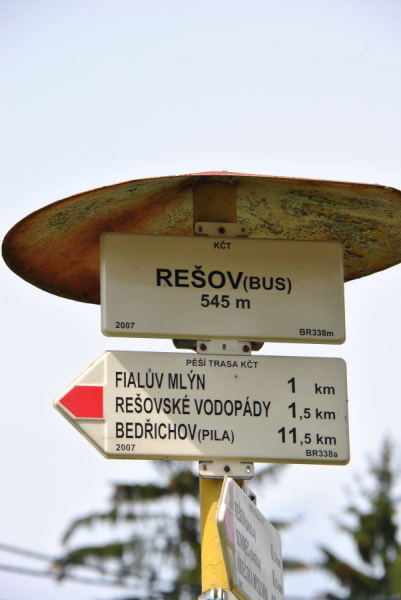 KČT
REŠOV(BUS)
545 m
2007 BR338m
PĚŠÍ TRASA KČT
FIALŮV MLÝN 1 km
REŠOVSKÉ VODOPÁDY 1,5 km
BEDŘICHOV(PILA) 11,5 km
2007 BR338a